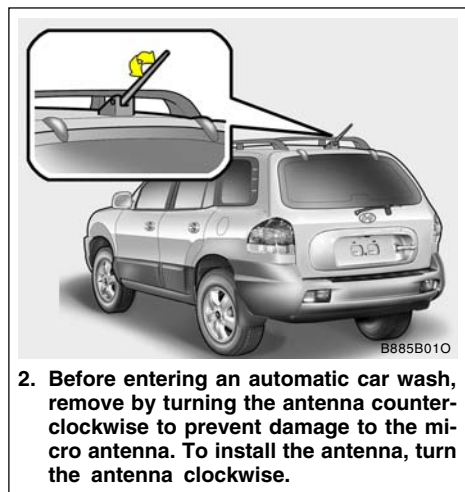 B885B01O
2. Before entering an automatic car wash,
remove by turning the antenna counter-
clockwise to prevent damage to the mi-
cro antenna. To install the antenna, turn
the antenna clockwise.